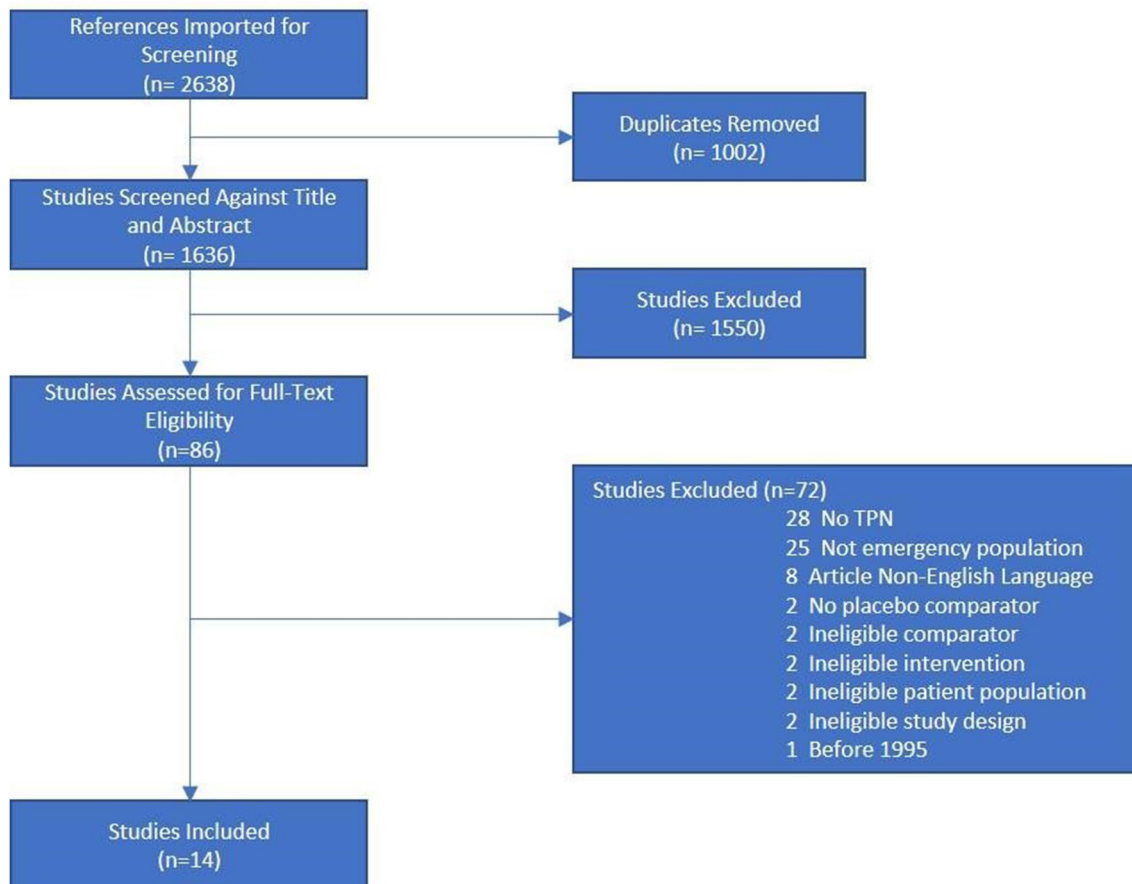 References Imported for
Screening
(n= 2638)
Duplicates Removed
(n= 1002)
Studies Screened Against Title
and Abstract
(n= 1636)
Studies Excluded
(n= 1550)
Studies Assessed for Full-Text
Eligibility
(n=86)
Studies Excluded (n=72)
28 No TPN
25 Not emergency population
8 Article Non-English Language
2 No placebo comparator
2 Ineligible comparator
2 Ineligible intervention
2 Ineligible patient population
2 Ineligible study design
1 Before 1995
Studies Included
(n=14)